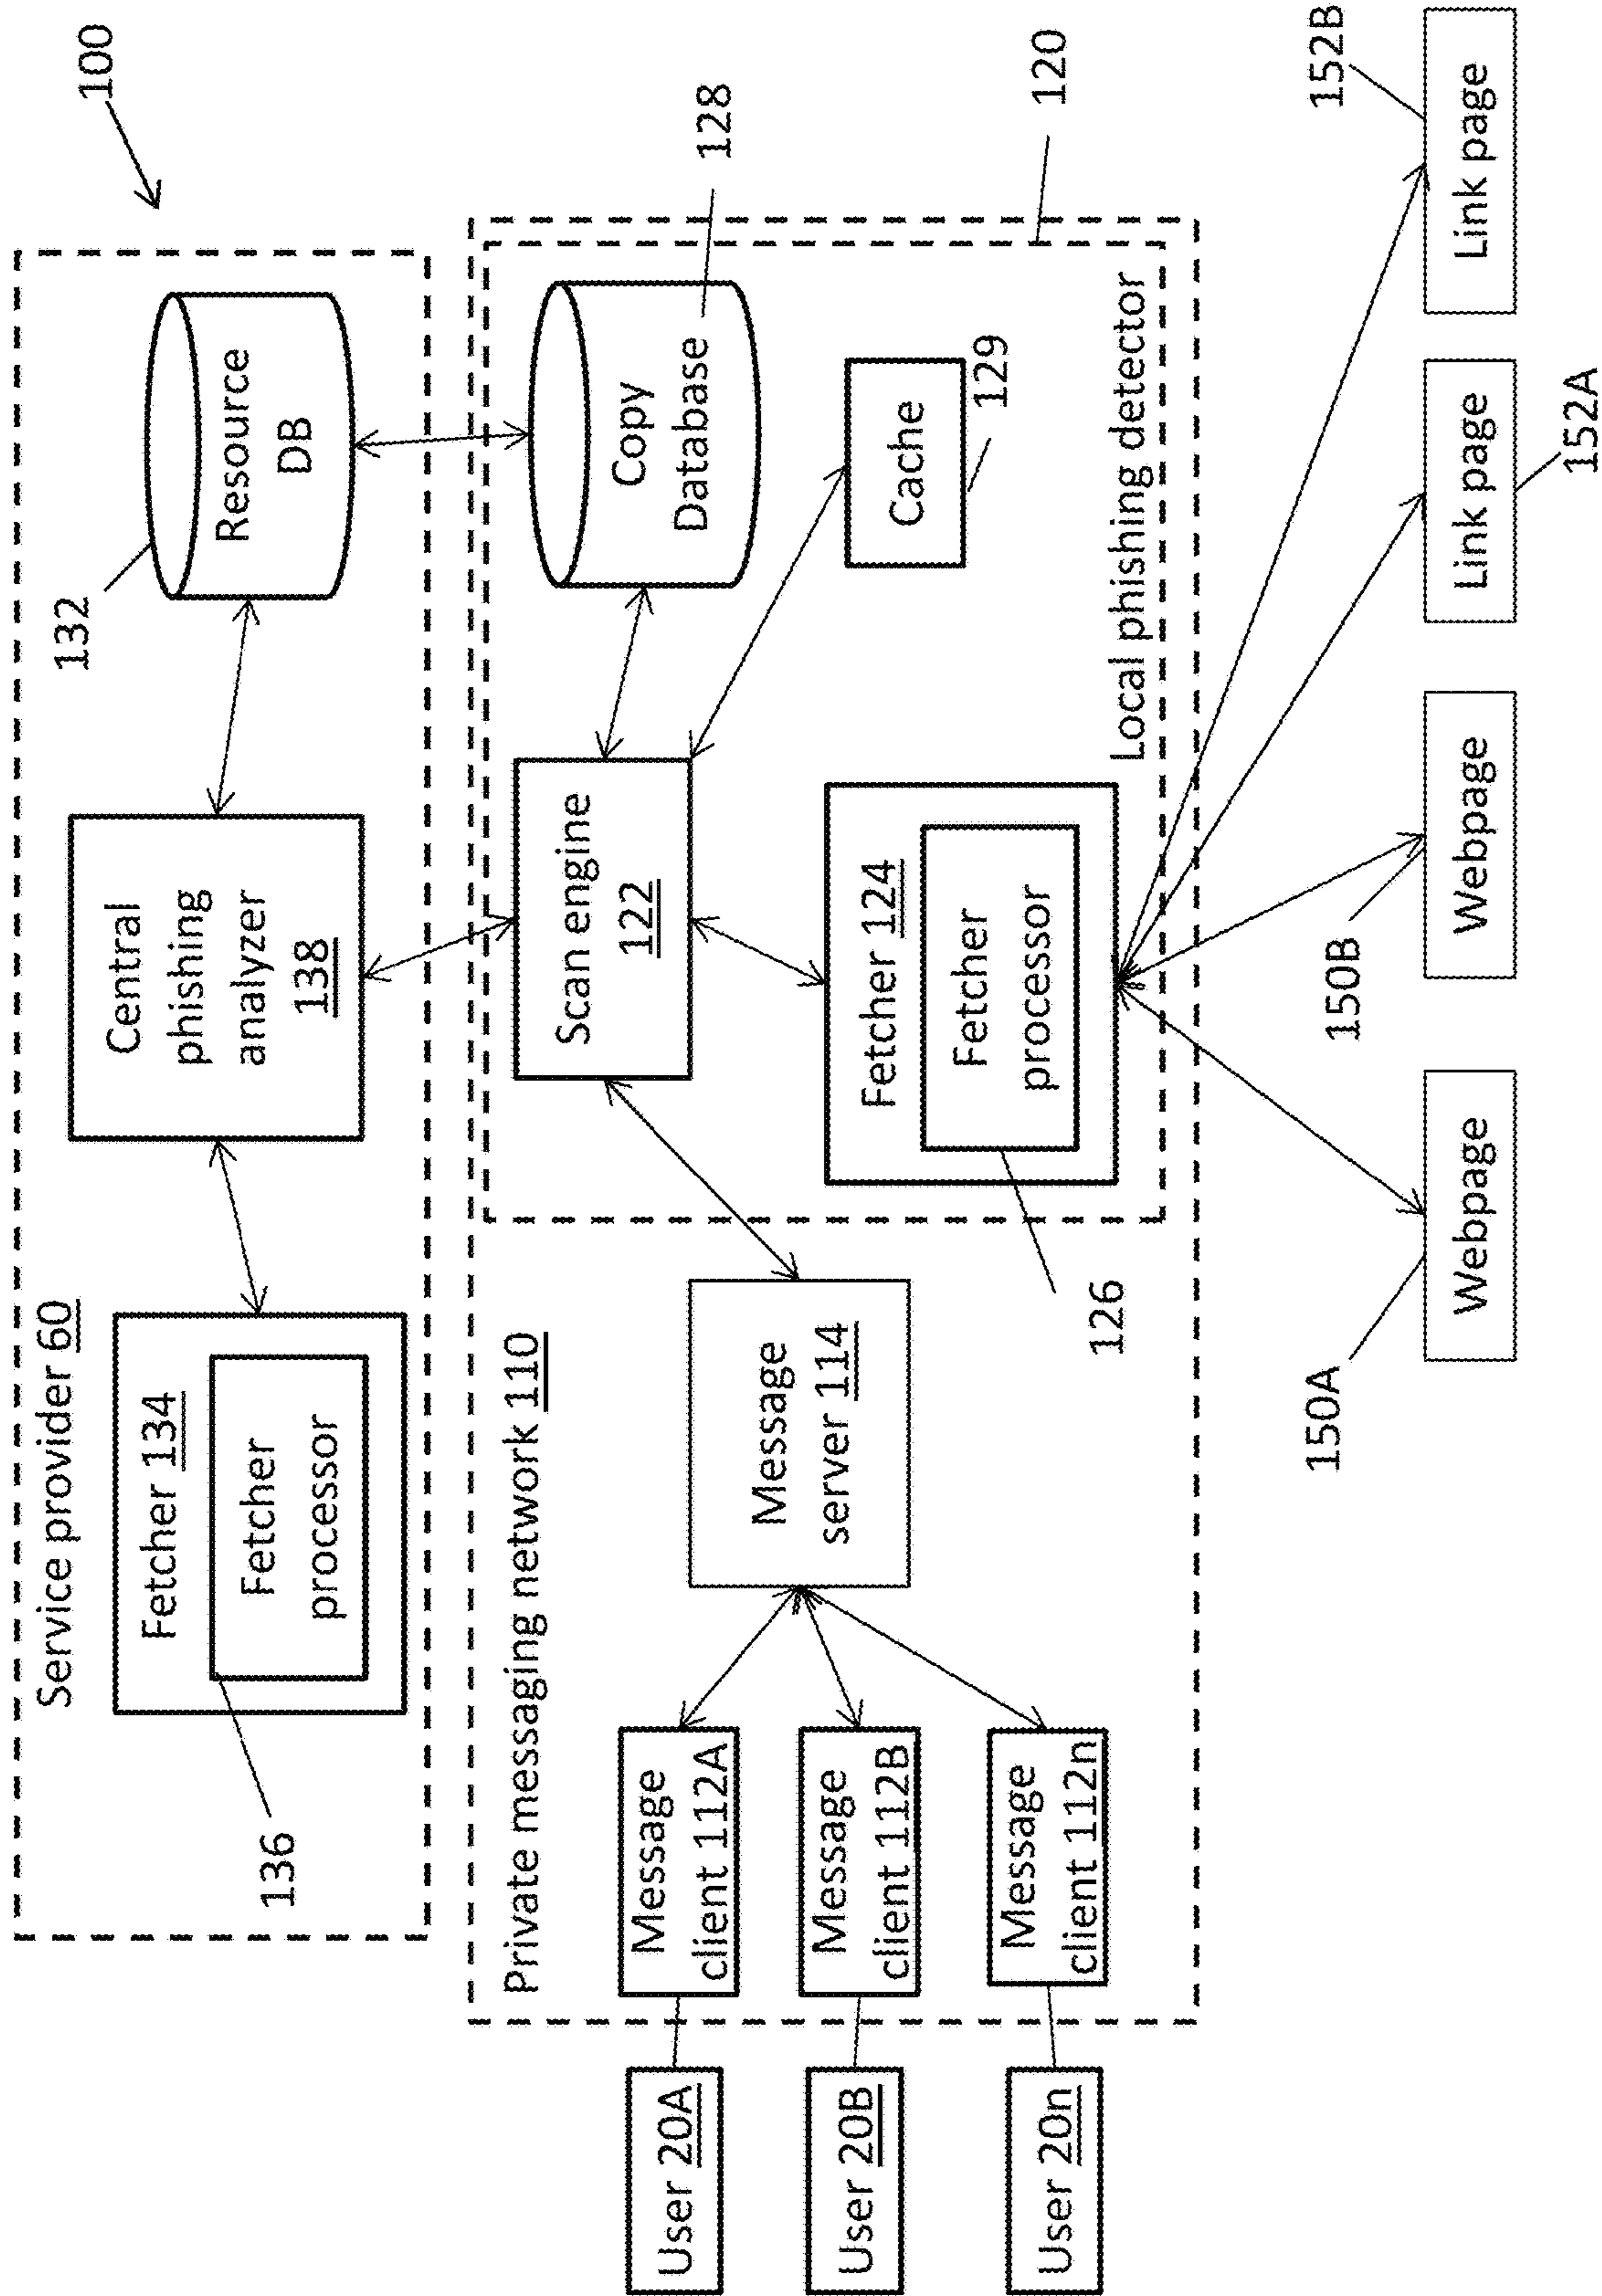 100
Service provider 60
Fetcher 134
Fetcher
processor
136
Central
phishing
analyzer
138
132
Resource
DB
Private messaging network 110
User 20A
User 20B
User 20n
Message
client 112A
Message
client 112B
Message
client 112n
Message
server 114
Scan engine
122
Fetcher 124
Fetcher
processor
126
Copy
Database
128
Cache
129
Local phishing detector
120
150A
Webpage
150B
Webpage
Link page
152A
152B
Link page